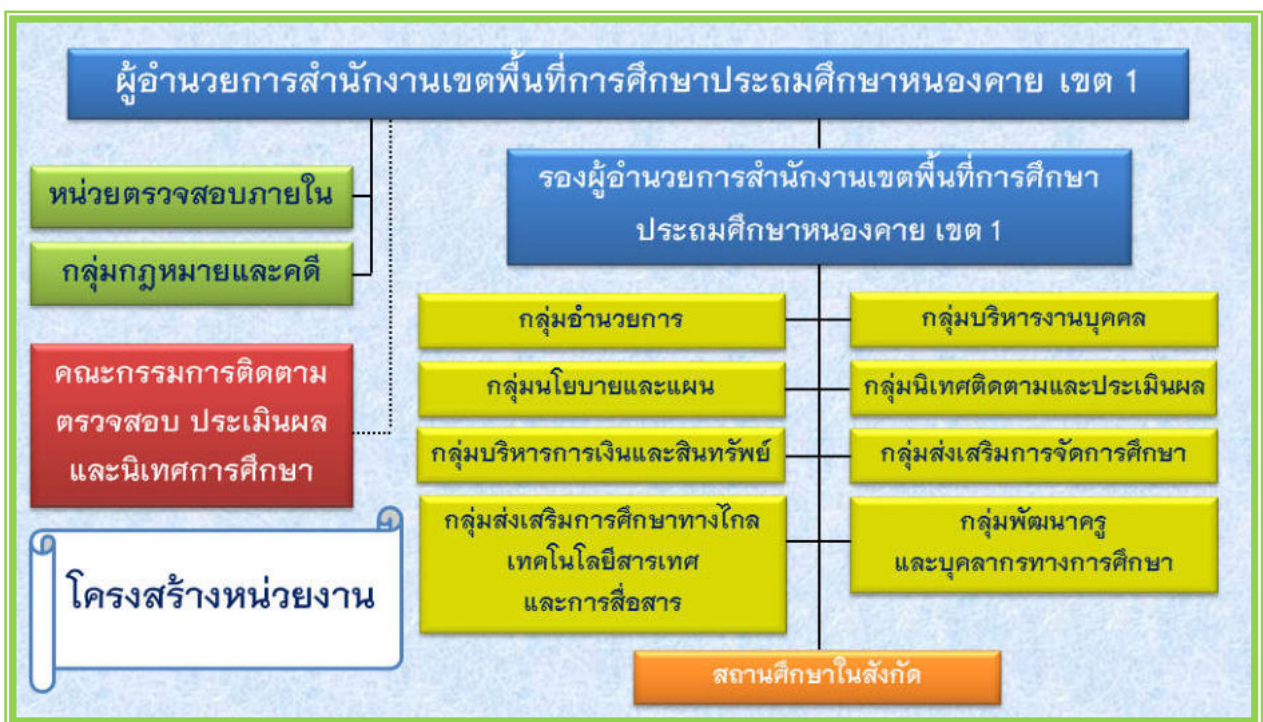 ผู้อำนวยการสำนักงานเขตพื้นที่การศึกษาประถมศึกษาหนองคาย เขต 1
หน่วยตรวจสอบภายใน
กลุ่มกฎหมายและคดี
รองผู้อำนวยการสำนักงานเขตพื้นที่การศึกษา
ประถมศึกษาหนองคาย เขต 1
คณะกรรมการติดตาม
ตรวจสอบ ประเมินผล
และนิเทศการศึกษา
กลุ่มอำนวยการ
กลุ่มบริหารงานบุคคล
กลุ่มนโยบายและแผน
กลุ่มนิเทศติดตามและประเมินผล
กลุ่มบริหารการเงินและสินทรัพย์
กลุ่มส่งเสริมการจัดการศึกษา
กลุ่มส่งเสริมการศึกษาทางไกล
เทคโนโลยีสารเทศ
และการสื่อสาร
กลุ่มพัฒนาครู
และบุคลากรทางการศึกษา
โครงสร้างหน่วยงาน
สถานศึกษาในสังกัด